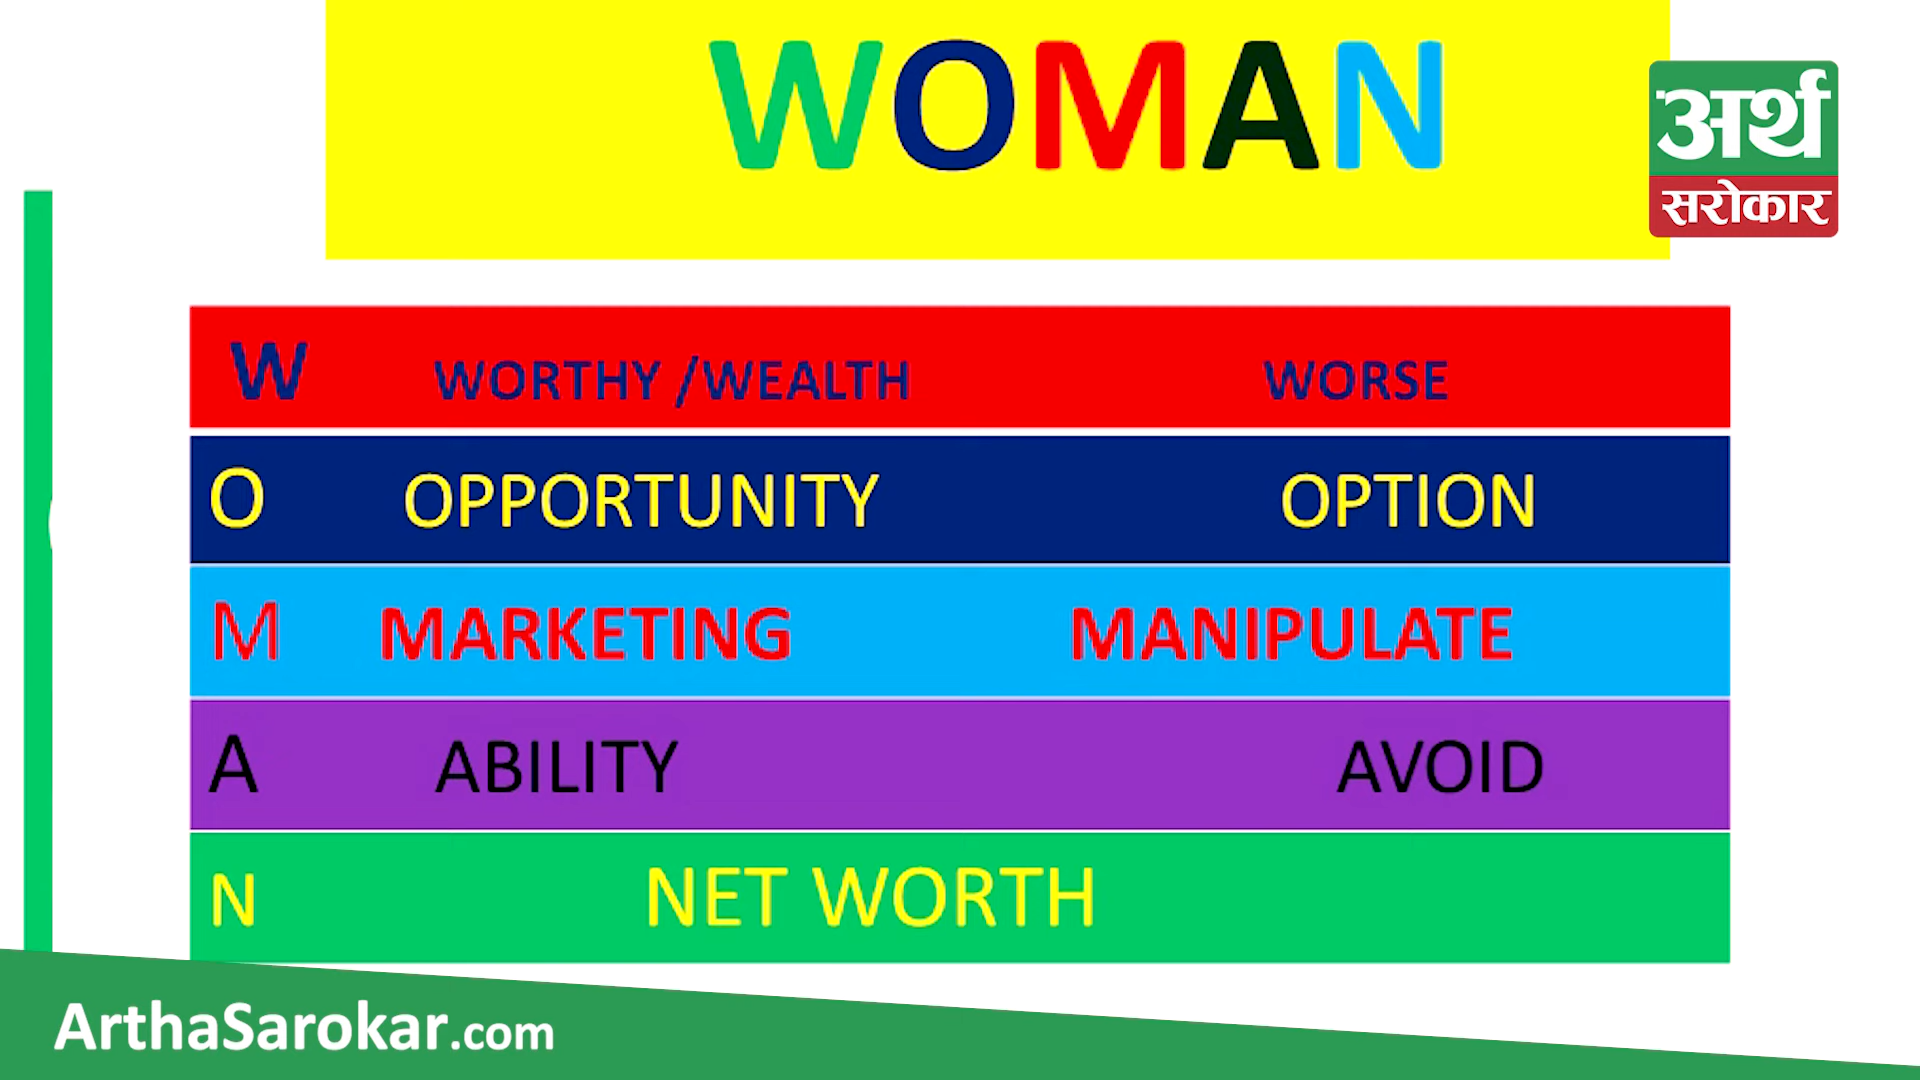 WOMAN
अर्थ
सरोकार
W WORTHY /WEALTH WORSE
O OPPORTUNITY OPTION
M MARKETING MANIPULATE
A ABILITY AVOID
N NET WORTH
ArthaSarokar.com